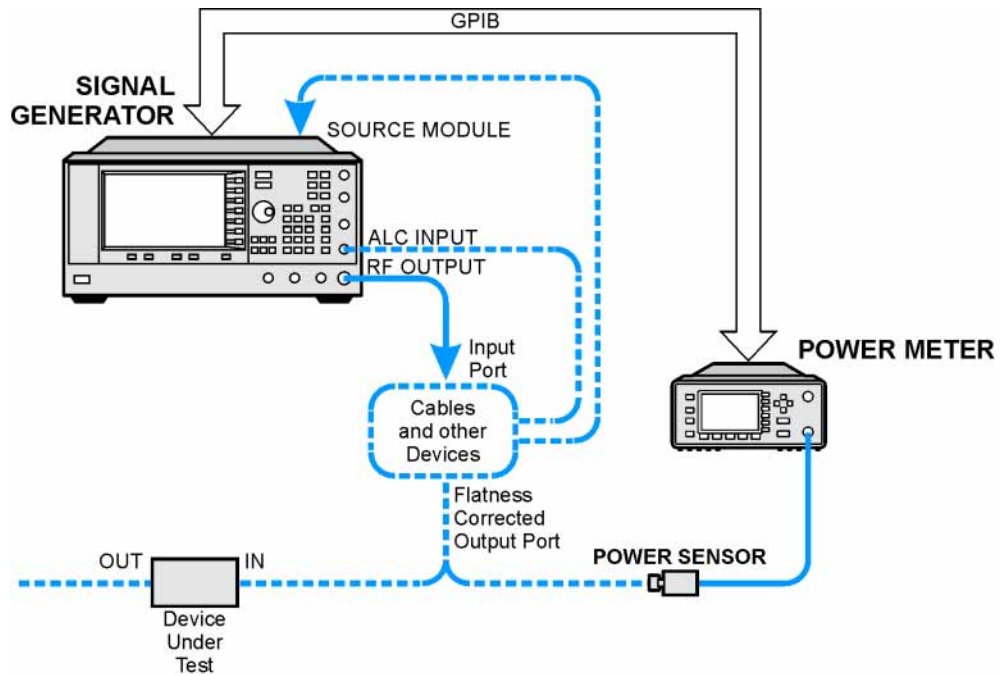 GPIB
SIGNAL
GENERATOR
SOURCE MODULE
ALC INPUT
RF OUTPUT
Input
Port
POWER METER
Cables
and other
Devices
Flatness
Corrected
Output Port
POWER SENSOR
OUT
IN
Device
Under
Test